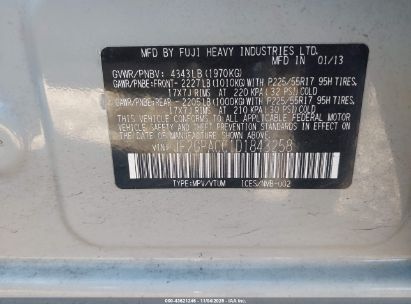 MFD BY FUJI HEAVY INDUSTRIES LTD.
GVWR/PNBV: 4343LB(1970KG) IN 01/13
GAWR/PNBE:FRONT- 2227LB(1010KG)WITH P225/55R17 95H TIRES,
17X7J RIMS AT 220 KPA(32 PSI)COLD
GAWR/PNBE:REAR - 2205LB(1000KG)WITH P225/55R17 95H TIRES,
17X7J RIMS AT 210 KPA(30 PSI)COLD
THIS VEHICLE CONFORMS TO ALL APPLICABLE FEDERAL MOTOR
VEHICLE SAFETY AND THEFT PREVENTION STANDARDS IN EFFECT ON
THE DATE OF MANUFACTURE SHOWN ABOVE.
VIN:
TYPE:MPV/VTUM ICES/NMB-002